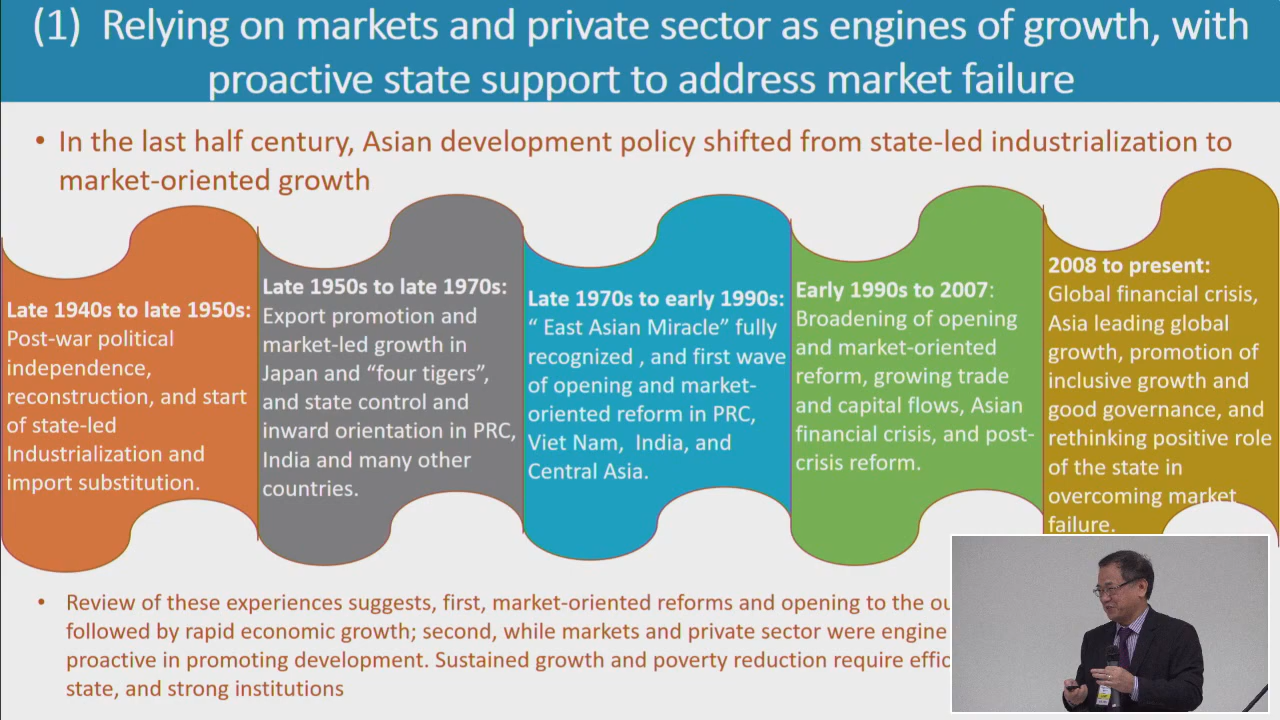 (1) Relying on markets and private sector as engines of growth, with
proactive state support to address market failure
• In the last half century, Asian development policy shifted from state-led industrialization to
market-oriented growth
Late 1940s to late 1950s:
Post-war political
independence,
reconstruction, and start
of state-led
Industrialization and
import substitution.
Late 1950s to late 1970s:
Export promotion and
market-led growth in
Japan and “four tigers”,
and state control and
inward orientation in PRC,
India and many other
countries.
Late 1970s to early 1990s:
“ East Asian Miracle” fully
recognized , and first wave
of opening and market-
oriented reform in PRC,
Viet Nam, India, and
Central Asia.
Early 1990s to 2007:
Broadening of opening
and market-oriented
reform, growing trade
and capital flows, Asian
financial crisis, and post-
crisis reform.
2008 to present:
Global financial crisis,
Asia leading global
growth, promotion of
inclusive growth and
good governance, and
rethinking positive role
of the state in
overcoming market
failure.
• Review of these experiences suggests, first, market-oriented reforms and opening to the
followed by rapid economic growth; second, while markets and private sector were engine
proactive in promoting development. Sustained growth and poverty reduction require
state, and strong institutions